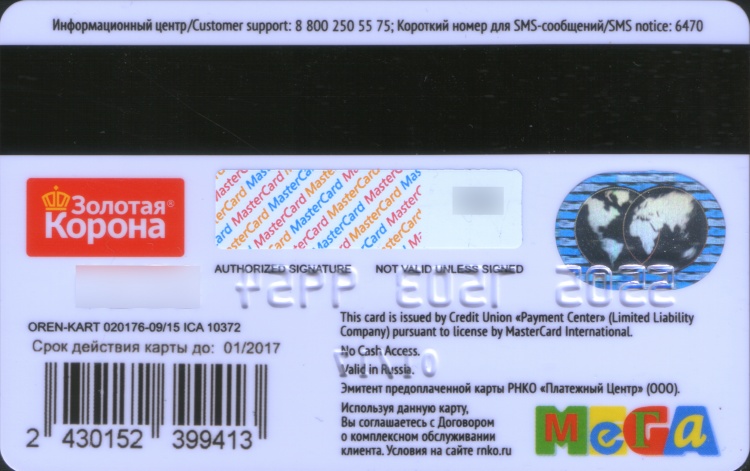 Информационный центр/Customer support: 8 800 250 55 75; Короткий номер для SMS-сообщений/SMS notice: 6470
Золотая®
Корона
MasterCard MasterCard MasterCard
AUTHORIZED SIGNATURE NOT VALID UNLESS SIGNED
OREN-KART 020176-09/15 ICA 10372
Срок действия карты до: 01/2017
2 430152 399413
This card is issued by Credit Union «Payment Center» (Limited Liability
Company) pursuant to license by MasterCard International.
No Cash Access.
Valid in Russia.
Эмитент предоплаченной карты РНКО «Платежный Центр» (ООО).
Используя данную карту,
Вы соглашаетесь с Договором
о комплексном обслуживании
клиента. Условия на сайте rnko.ru
МеГА